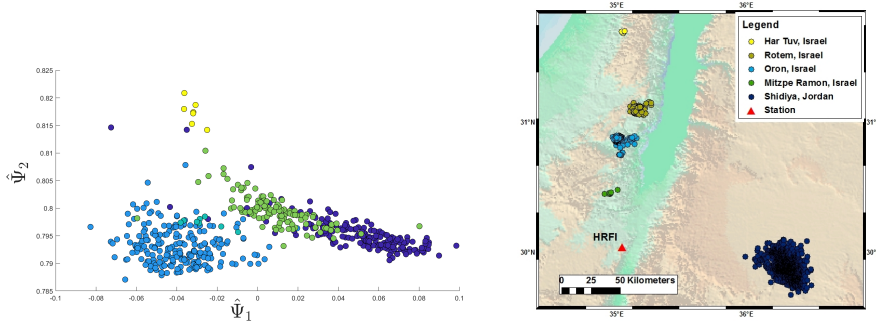 0.825
0.82
0.815
0.81
0.805
0.8
0.795
0.79
0.785
-0.1
-0.06
-0.04
-0.02
0
0.02
0.04
0.06
0.08
0.1
Ψ̂₂
Ψ̂₁
35°E
36°E
Legend
Har Tuv, Israel
Rotem, Israel
Oron, Israel
Mitzpe Ramon, Israel
Shidiya, Jordan
Station
31°N
31°N
HRFI
30°N
30°N
0 25 50 Kilometers
35°E
36°E